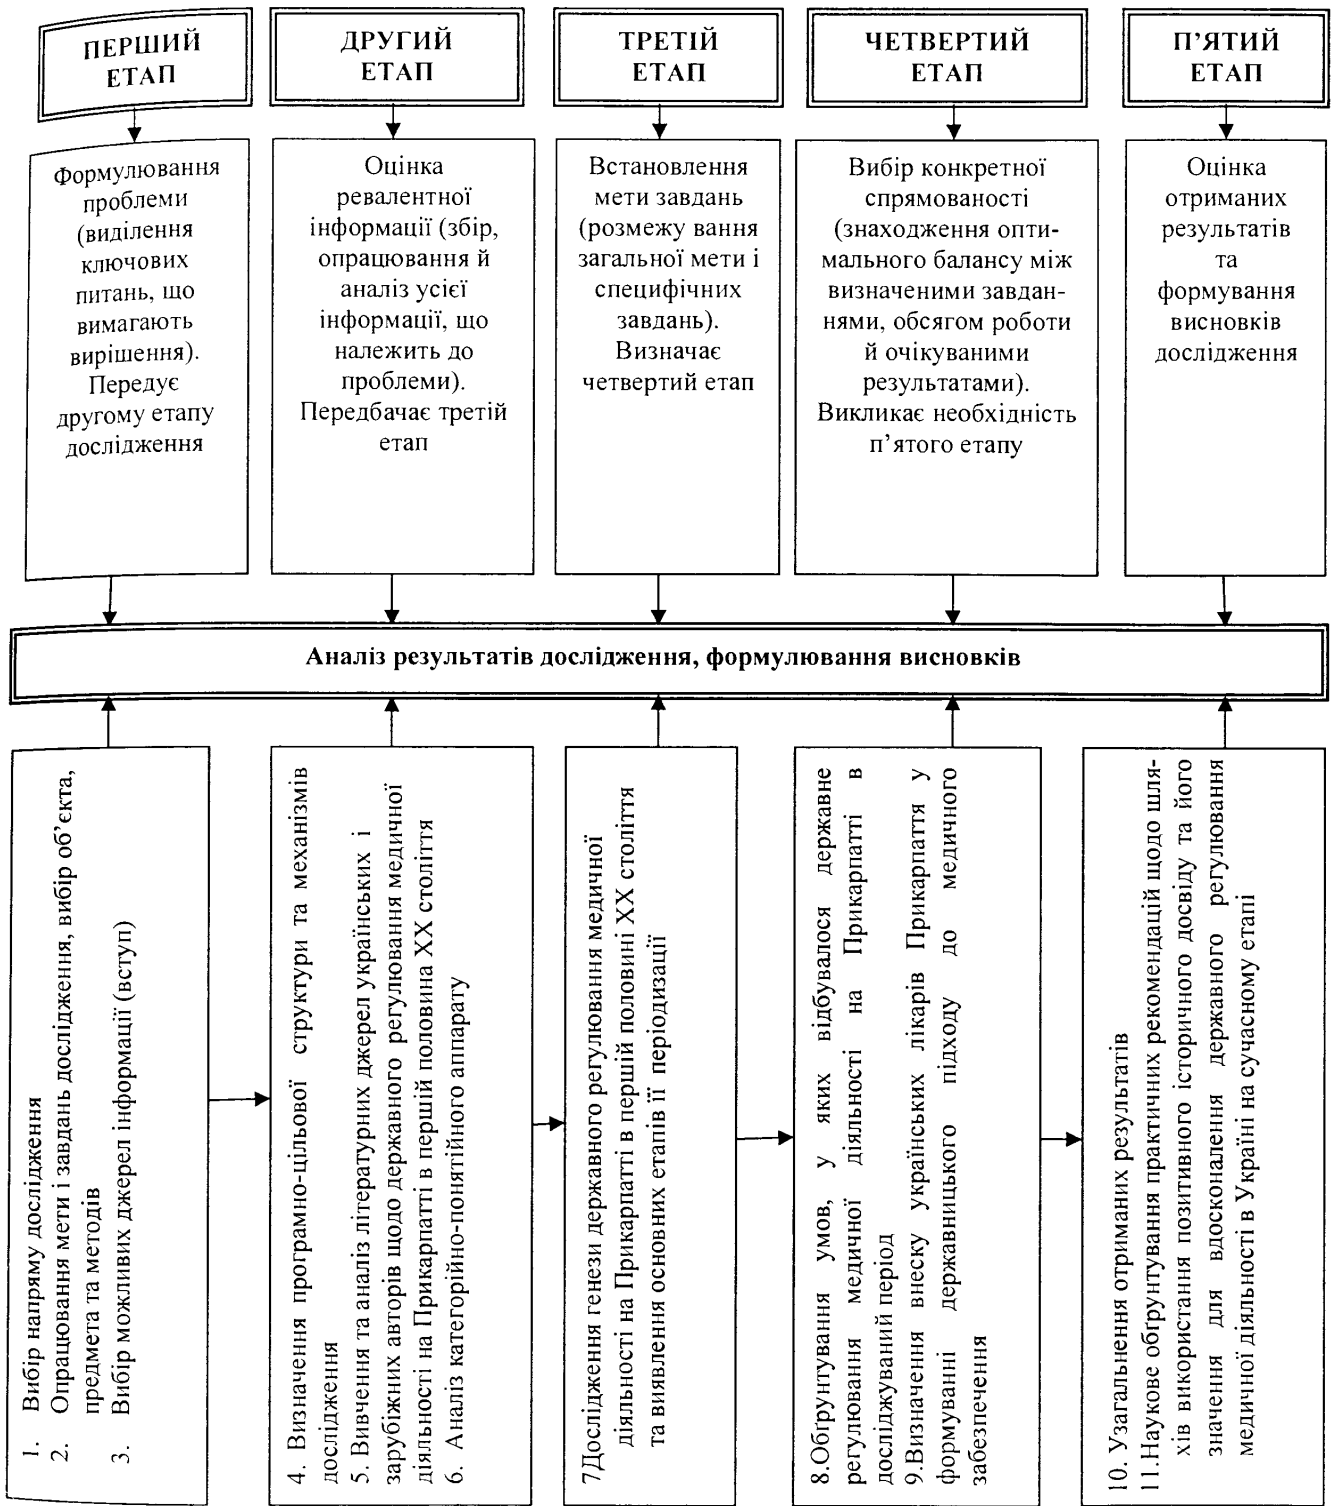 ПЕРШИЙ
ЕТАП
ДРУГИЙ
ЕТАП
ТРЕТІЙ
ЕТАП
ЧЕТВЕРТИЙ
ЕТАП
П’ЯТИЙ
ЕТАП
Формулювання
проблеми
(виділення
ключових
питань, що
вимагають
вирішення).
Передує
другому етапу
дослідження
Оцінка
ревалентної
інформації (збір,
опрацювання й
аналіз усієї
інформації, що
належить до
проблеми).
Передбачає третій
етап
Встановлення
мети завдань
(розмежу вання
загальної мети і
специфічних
завдань).
Визначає
четвертий етап
Вибір конкретної
спрямованості
(знаходження опти-
мального балансу між
визначеними завдан-
нями, обсягом роботи
й очікуваними
результатами).
Викликає необхідність
п’ятого етапу
Оцінка
отриманих
результатів
та
формування
висновків
дослідження
Аналіз результатів дослідження, формулювання висновків
1. Вибір напряму дослідження
2. Опрацювання мети і завдань дослідження, вибір об’єкта,
предмета та методів
3. Вибір можливих джерел інформації (вступ)
4. Визначення програмно-цільової структури та механізмів
дослідження
5. Вивчення та аналіз літературних джерел українських і
зарубіжних авторів щодо державного регулювання медичної
діяльності на Прикарпатті в першій половина ХХ століття
6. Аналіз категорійно-понятійного аппарату
7Дослідження генези державного регулювання медичної
діяльності на Прикарпатті в першій половині ХХ століття
та виявлення основних етапів її періодизації
8.Обґрунтування умов, у яких відбувалося державне
регулювання медичної діяльності на Прикарпатті в
досліджуваний період
9.Визначення внеску українських лікарів Прикарпаття у
формуванні державницького підходу до медичного
забезпечення
10. Узагальнення отриманих результатів
11.Наукове обґрунтування практичних рекомендацій щодо шля-
хів використання позитивного історичного досвіду та його
значення для вдосконалення державного регулювання
медичної діяльності в Україні на сучасному етапі